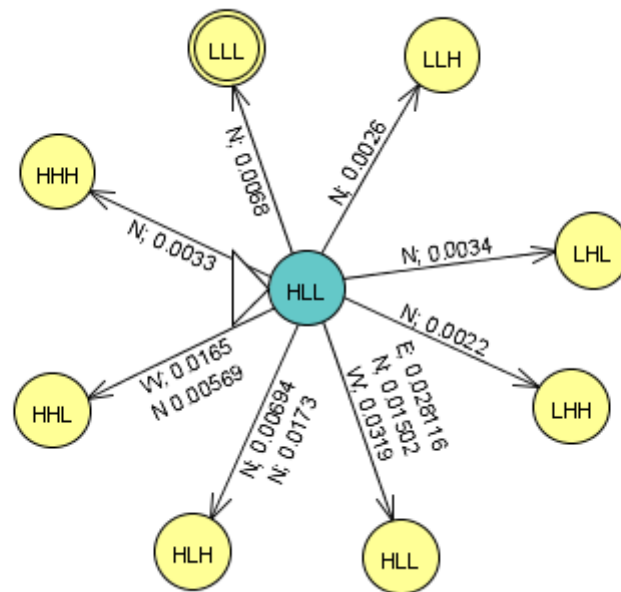 LLL
LLH
N; 0.0068
N; 0.0026
HHH
N; 0.0033
N; 0.0034
LHL
HLL
N; 0.0022
W; 0.0165
N 0.00569
E; 0.028116
N; 0.01502
W; 0.0319
HHL
LHH
N; 0.00694
N; 0.0173
HLH
HLL